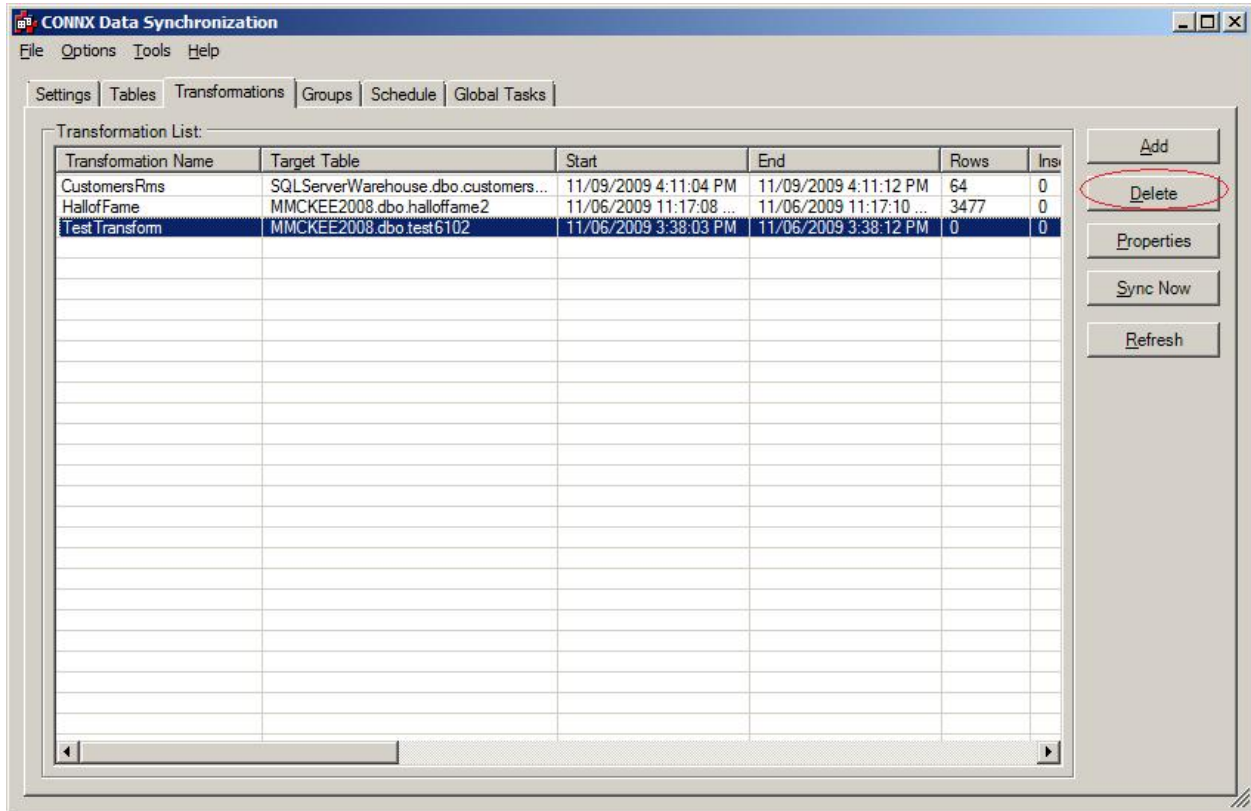 CONNX Data Synchronization
File Options Tools Help
Settings Tables Transformations Groups Schedule Global Tasks
Transformation List:
Transformation Name Target Table Start End Rows Inse
CustomersRms SQLServerWarehouse.dbo.customers... 11/09/2009 4:11:04 PM 11/09/2009 4:11:12 PM 64 0
HallofFame MMCKEE2008.dbo.halloffame2 11/06/2009 11:17:08 ... 11/06/2009 11:17:10 ... 3477 0
TestTransform MMCKEE2008.dbo.test6102 11/06/2009 3:38:03 PM 11/06/2009 3:38:12 PM 0 0
Add
Delete
Properties
Sync Now
Refresh